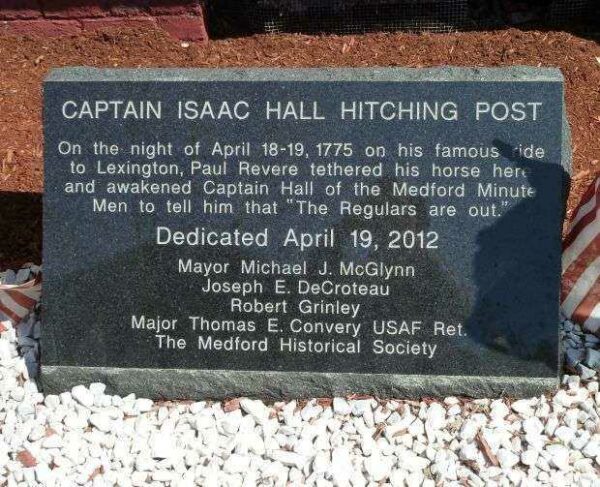 CAPTAIN ISAAC HALL HITCHING POST
On the night of April 18-19, 1775 on his famous ride
to Lexington, Paul Revere tethered his horse here
and awakened Captain Hall of the Medford Minute
Men to tell him that "The Regulars are out."
Dedicated April 19, 2012
Mayor Michael J. McGlynn
Joseph E. DeCroteau
Robert Grinley
Major Thomas E. Convery USAF Ret.
The Medford Historical Society